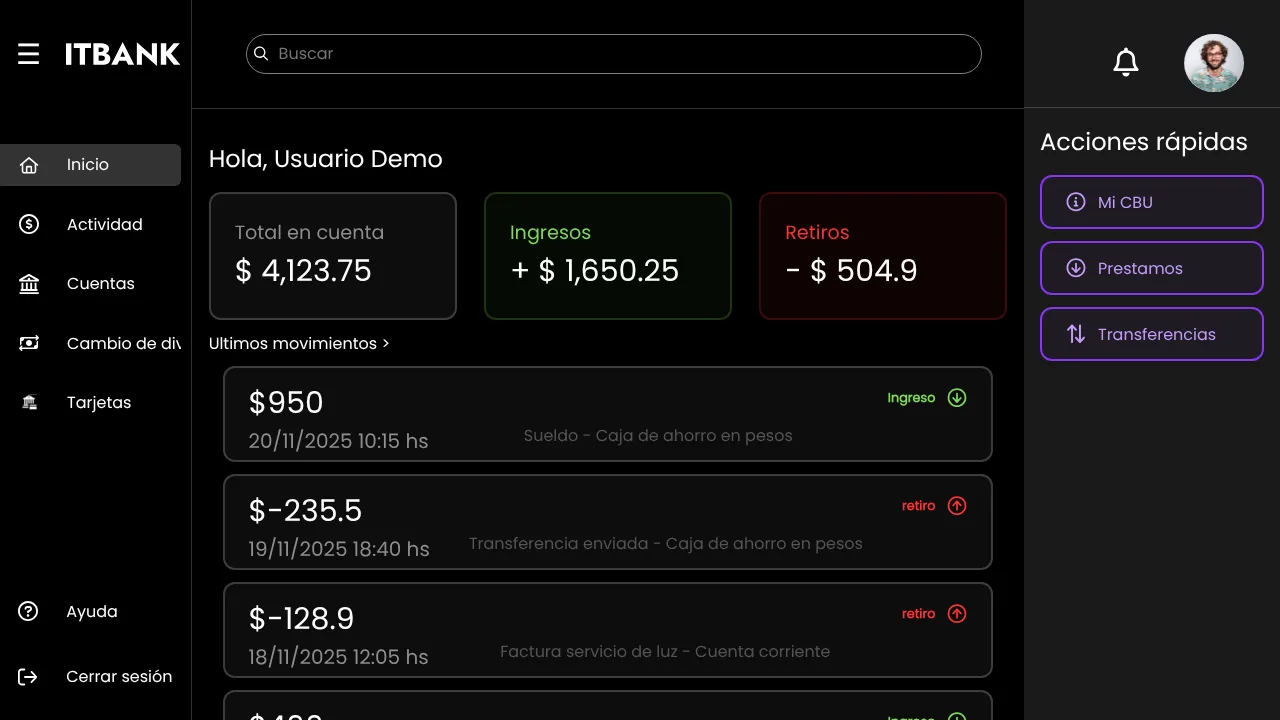 ITBANK
Buscar
Inicio
Actividad
Cuentas
Cambio de div
Tarjetas
Ayuda
Cerrar sesión
Hola, Usuario Demo
Total en cuenta
$ 4,123.75
Ingresos
+ $ 1,650.25
Retiros
- $ 504.9
Ultimos movimientos >
$950
Ingreso
20/11/2025 10:15 hs
Sueldo - Caja de ahorro en pesos
$-235.5
retiro
19/11/2025 18:40 hs
Transferencia enviada - Caja de ahorro en pesos
$-128.9
retiro
18/11/2025 12:05 hs
Factura servicio de luz - Cuenta corriente
Acciones rápidas
Mi CBU
Prestamos
Transferencias